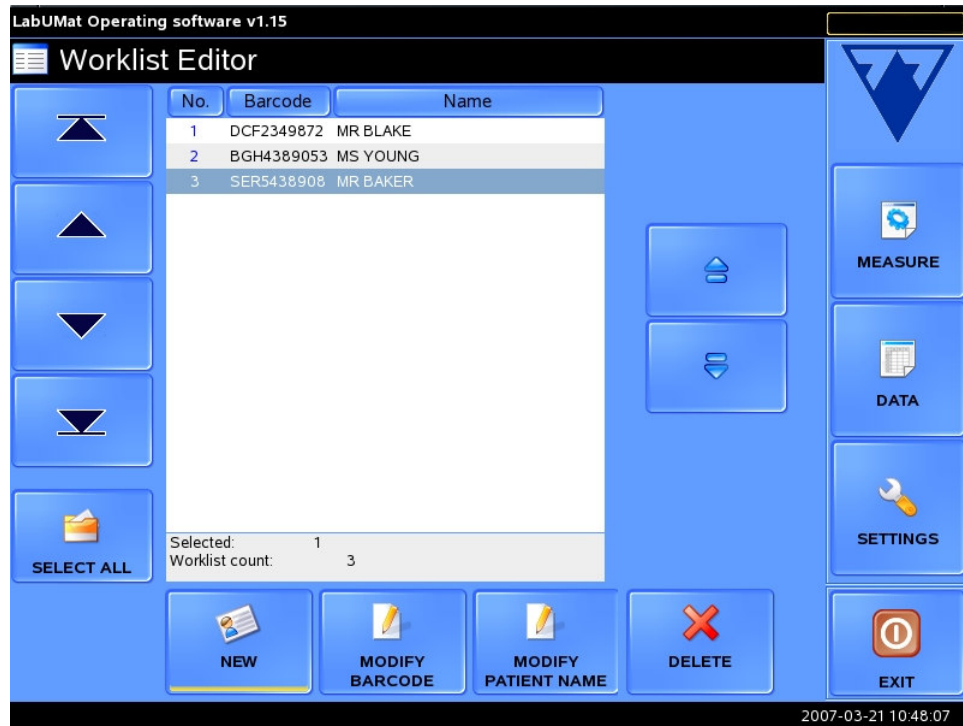 LabUMat Operating software v1.15
Worklist Editor
No. Barcode Name
1 DCF2349872 MR BLAKE
2 BGH4389053 MS YOUNG
3 SER5438908 MR BAKER
MEASURE
DATA
SETTINGS
Selected: 1
Worklist count: 3
SELECT ALL
NEW
MODIFY
BARCODE
MODIFY
PATIENT NAME
DELETE
EXIT
2007-03-21 10:48:07